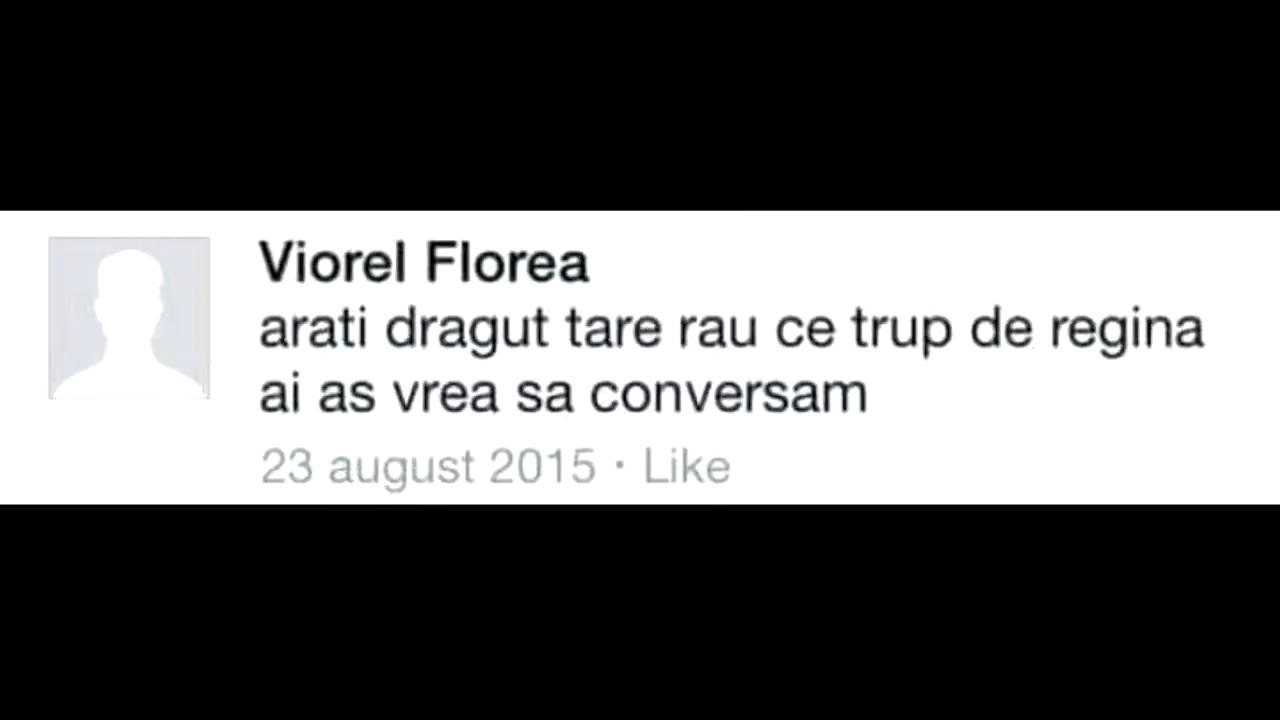 Viorel Florea
arati dragut tare rau ce trup de regina
ai as vrea sa conversam
23 august 2015 · Like